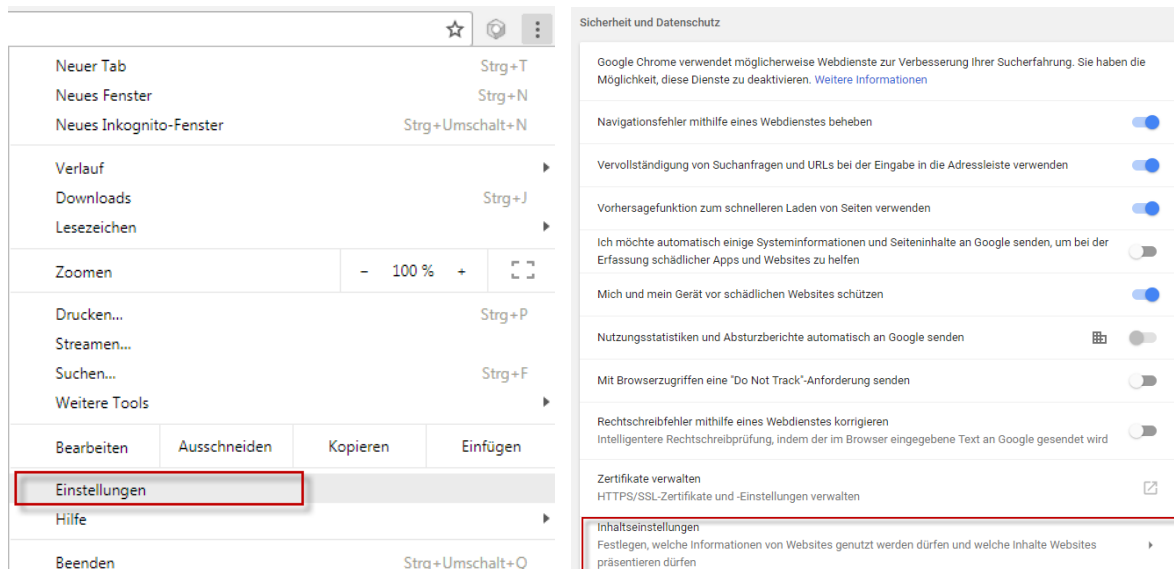 Neuer Tab Strg+T
Neues Fenster Strg+N
Neues Inkognito-Fenster Strg+Umschalt+N
Verlauf
Downloads Strg+J
Lesezeichen
Zoomen - 100 % +
Drucken... Strg+P
Streamen...
Suchen... Strg+F
Weitere Tools
Bearbeiten Ausschneiden Kopieren Einfügen
Einstellungen
Hilfe
Beenden Strg+Umschalt+Q
Sicherheit und Datenschutz
Google Chrome verwendet möglicherweise Webdienste zur Verbesserung Ihrer Sucherfahrung. Sie haben die
Möglichkeit, diese Dienste zu deaktivieren. Weitere Informationen
Navigationsfehler mithilfe eines Webdienstes beheben
Vervollständigung von Suchanfragen und URLs bei der Eingabe in die Adressleiste verwenden
Vorhersagefunktion zum schnelleren Laden von Seiten verwenden
Ich möchte automatisch einige Systeminformationen und Seiteninhalte an Google senden, um bei der
Erfassung schädlicher Apps und Websites zu helfen
Mich und mein Gerät vor schädlichen Websites schützen
Nutzungsstatistiken und Absturzberichte automatisch an Google senden
Mit Browserzugriffen eine "Do Not Track"-Anforderung senden
Rechtschreibfehler mithilfe eines Webdienstes korrigieren
Intelligentere Rechtschreibprüfung, indem der im Browser eingegebene Text an Google gesendet wird
Zertifikate verwalten
HTTPS/SSL-Zertifikate und -Einstellungen verwalten
Inhaltseinstellungen
Festlegen, welche Informationen von Websites genutzt werden dürfen und welche Inhalte Websites
präsentieren dürfen